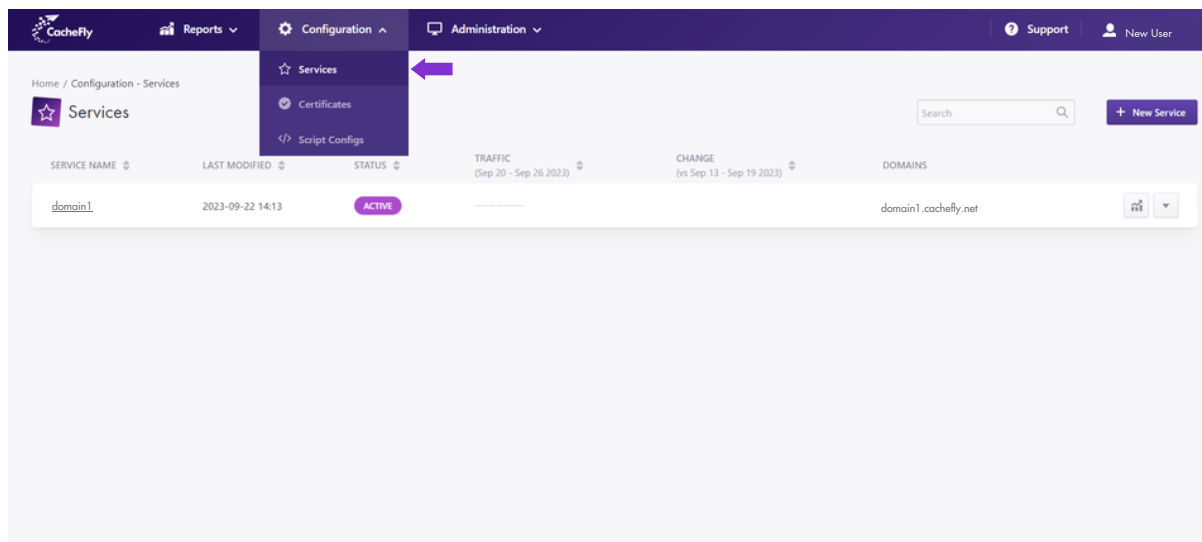 CacheFly Reports Configuration Administration Support New User
Services
Home / Configuration - Services
Certificates
Services
Search
+ New Service
</> Script Configs
SERVICE NAME LAST MODIFIED STATUS TRAFFIC CHANGE DOMAINS
(Sep 20 - Sep 26 2023) (vs Sep 13 - Sep 19 2023)
domain1 2023-09-22 14:13 ACTIVE domain1.cachefly.net